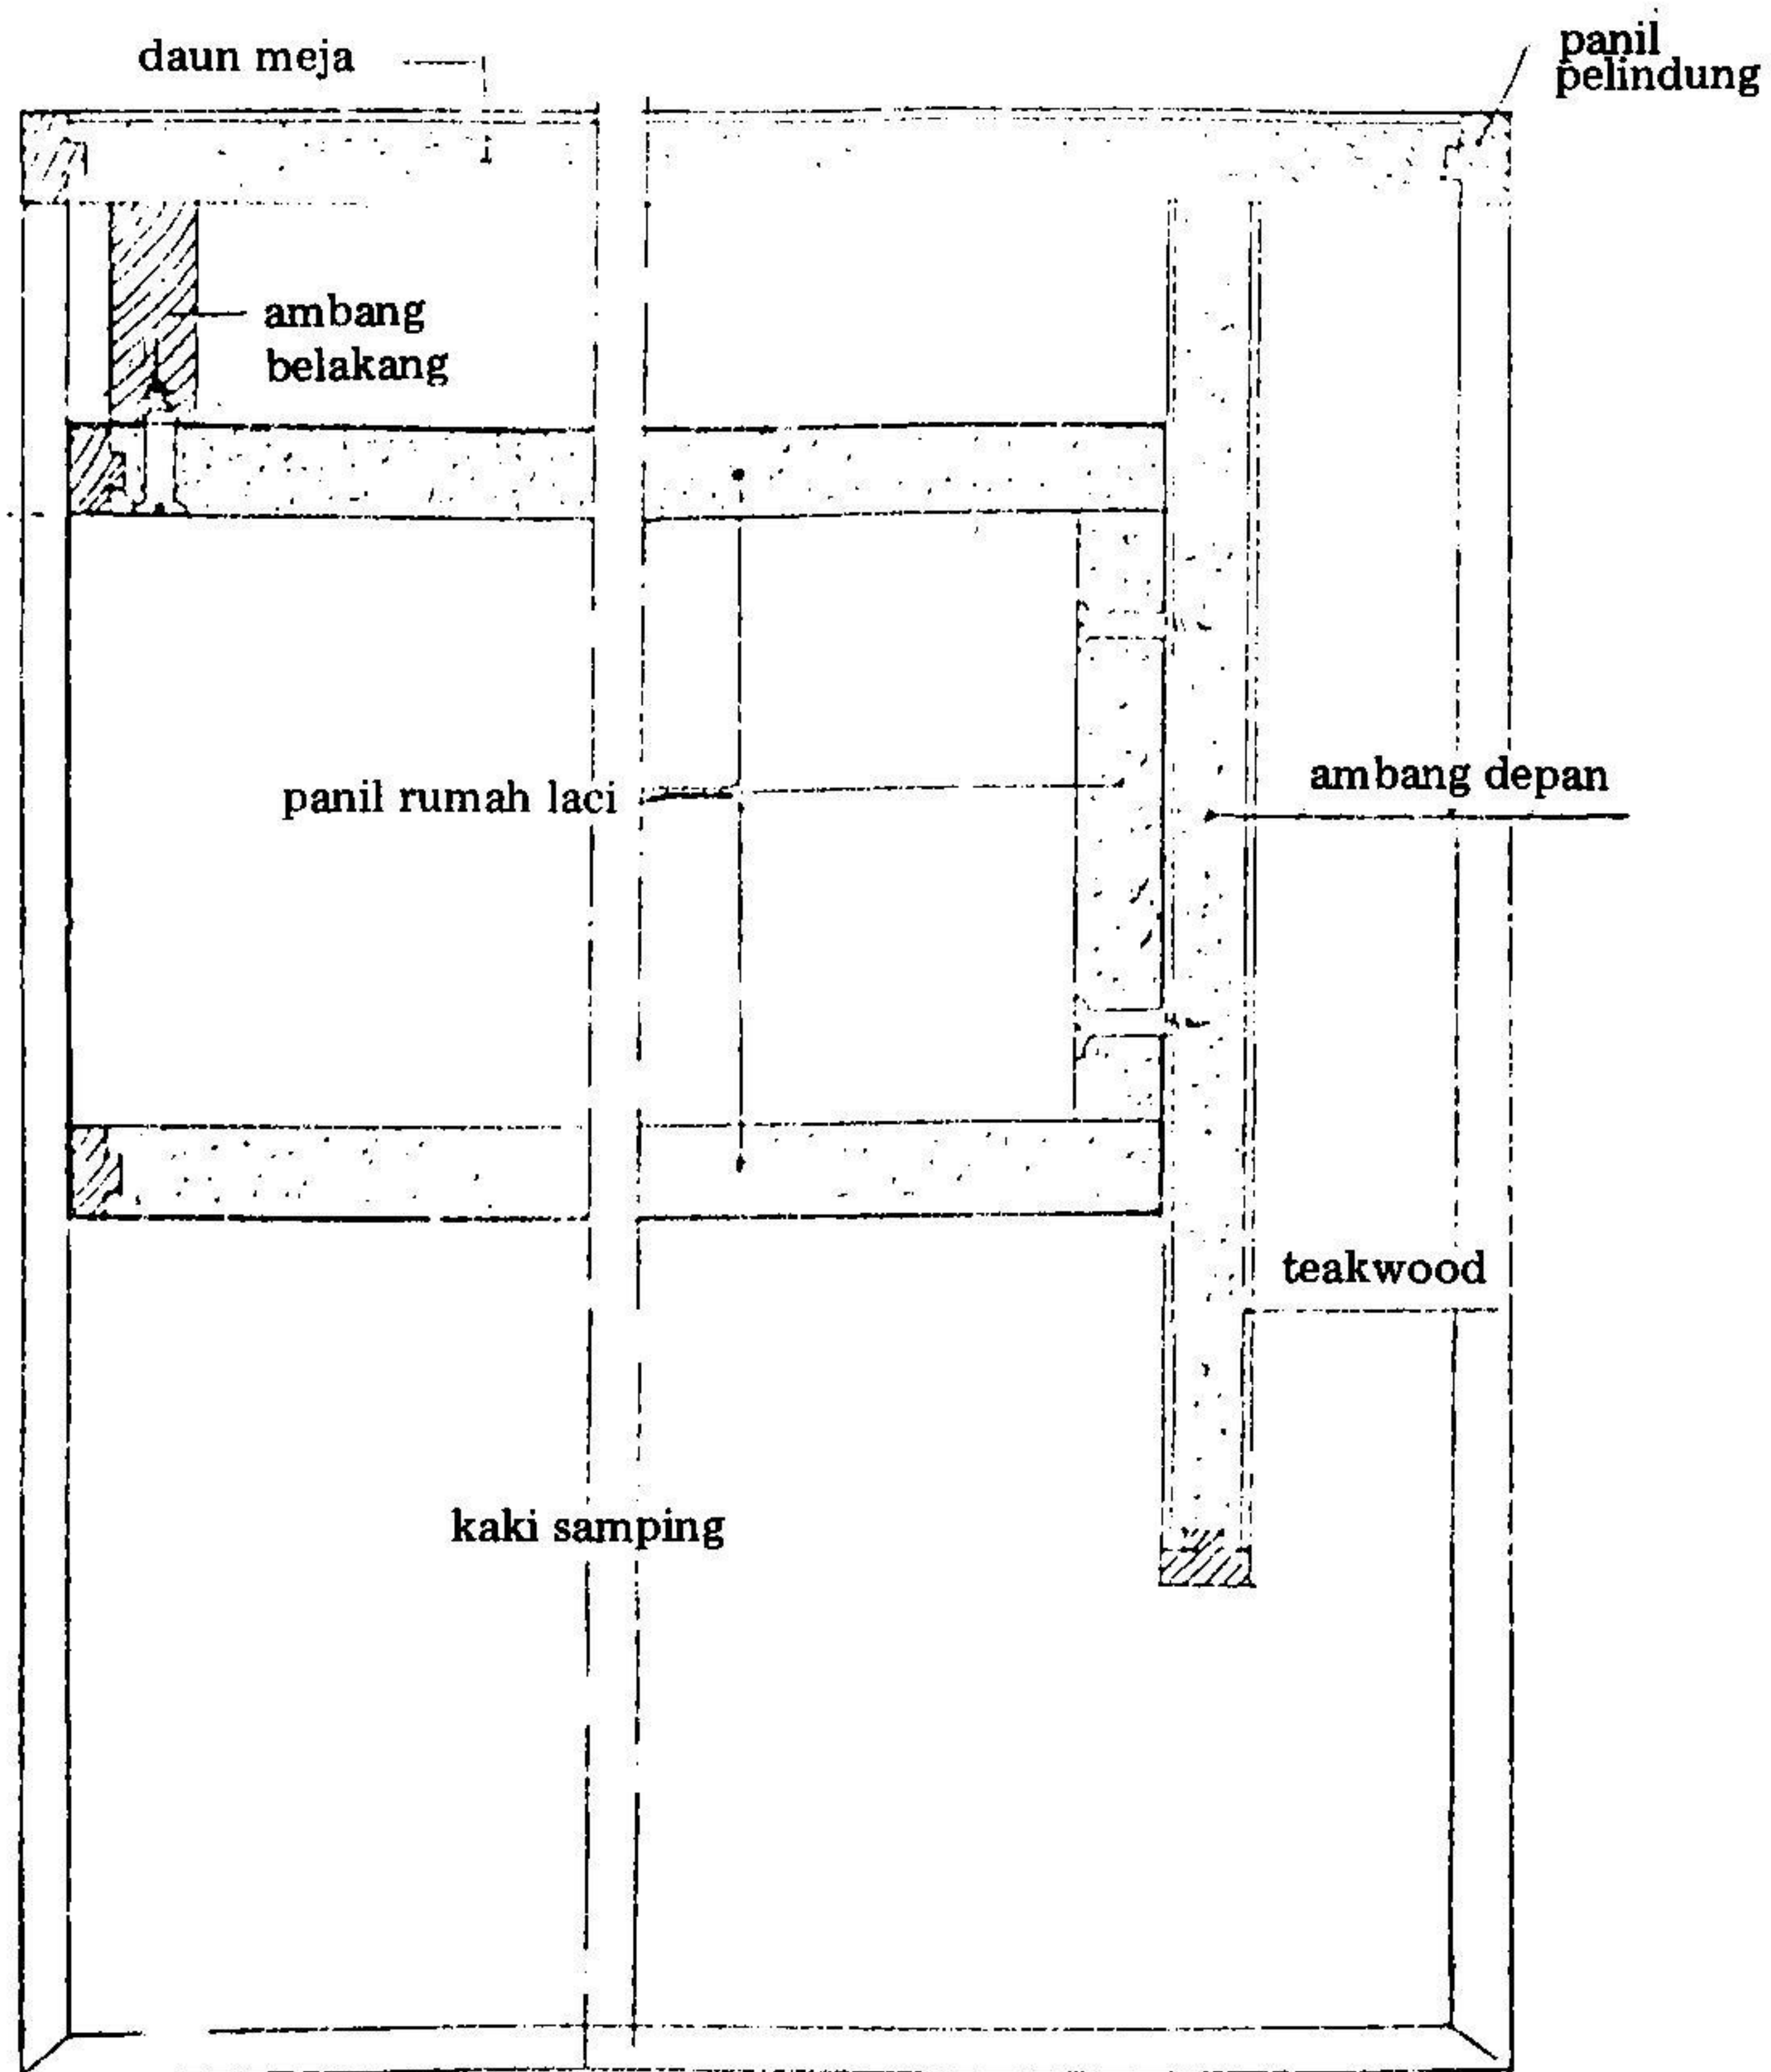 daun meja
panil
pelindung
ambang
belakang
panil rumah laci
ambang depan
teakwood
kaki samping